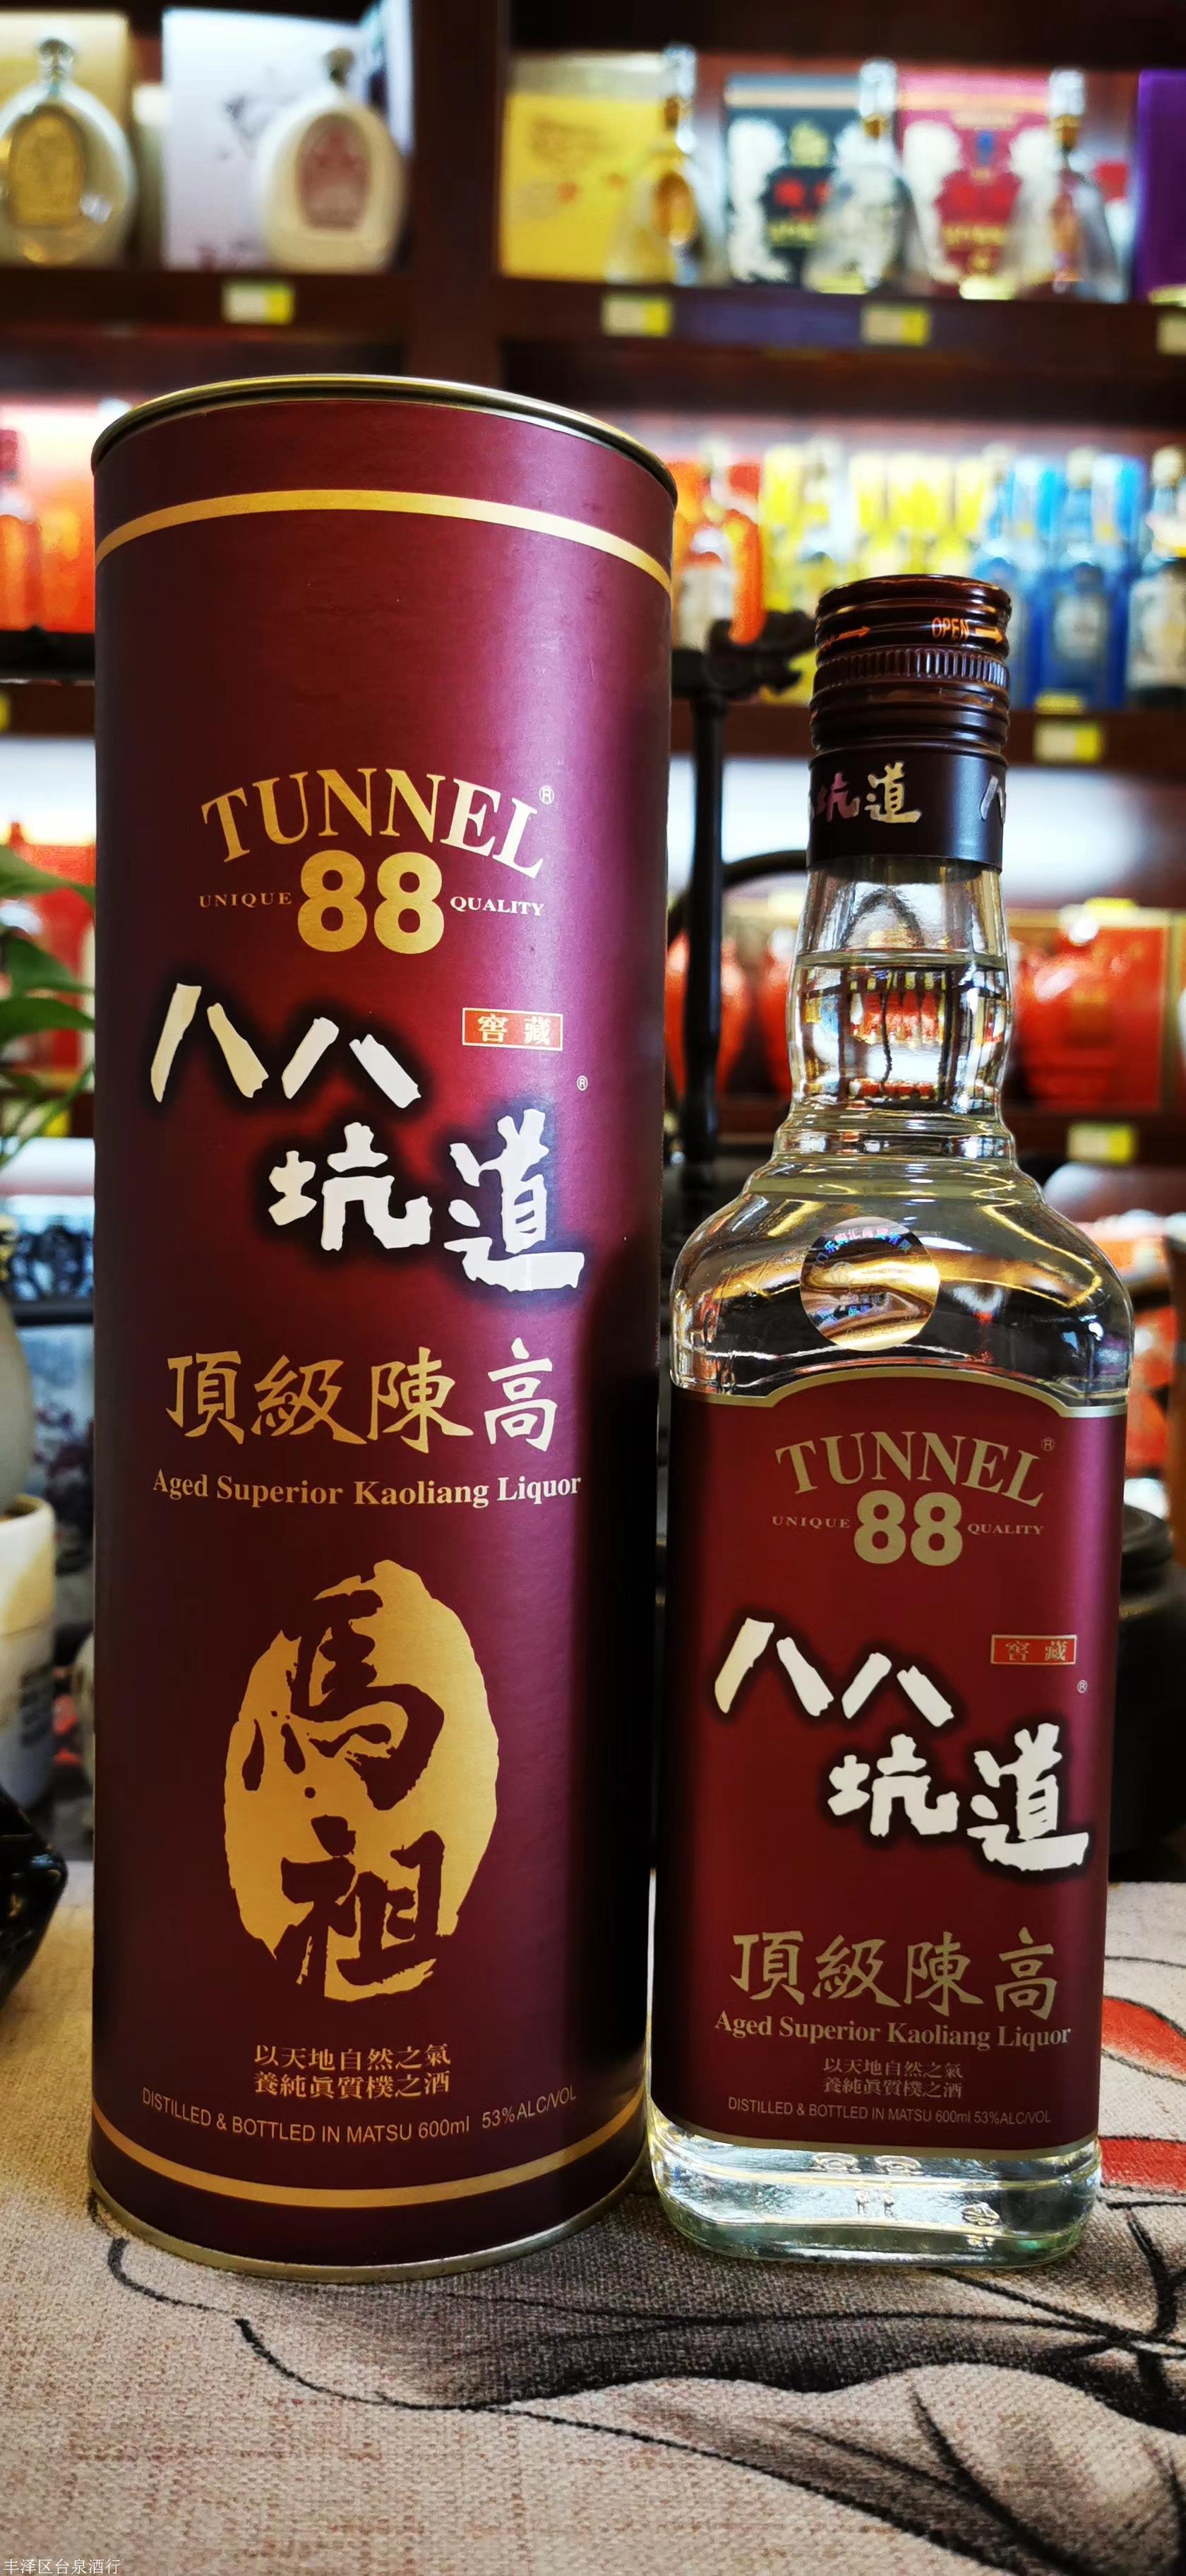 TUNNEL®
UNIQUE 88 QUALITY
八八
窖藏
坑道®
頂級陳高
Aged Superior Kaoliang Liquor
馬祖
以天地自然之氣
養純眞質樸之酒
DISTILLED & BOTTLED IN MATSU 600ml 53%ALC/VOL
OPEN
坑道 八
TUNNEL®
UNIQUE 88 QUALITY
八八
窖藏
坑道®
頂級陳高
Aged Superior Kaoliang Liquor
以天地自然之氣
養純眞質樸之酒
DISTILLED & BOTTLED IN MATSU 600ml 53%ALC/VOL
丰泽区台泉酒行